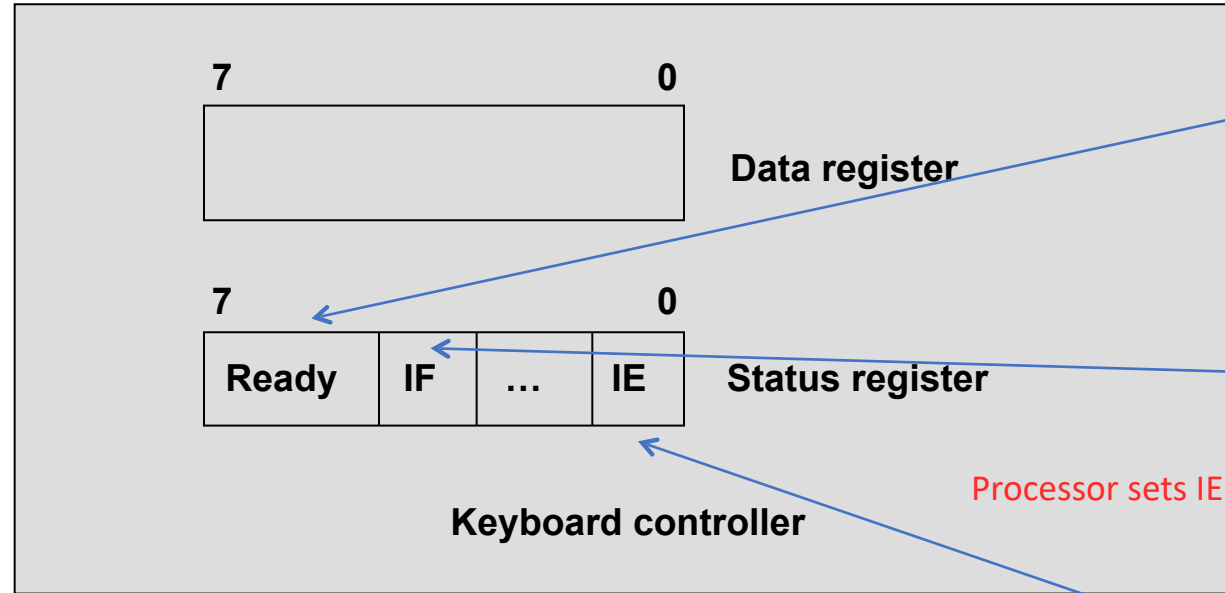 7 0
Data register
7 0
Ready IF … IE Status register
Processor sets IE
Keyboard controller